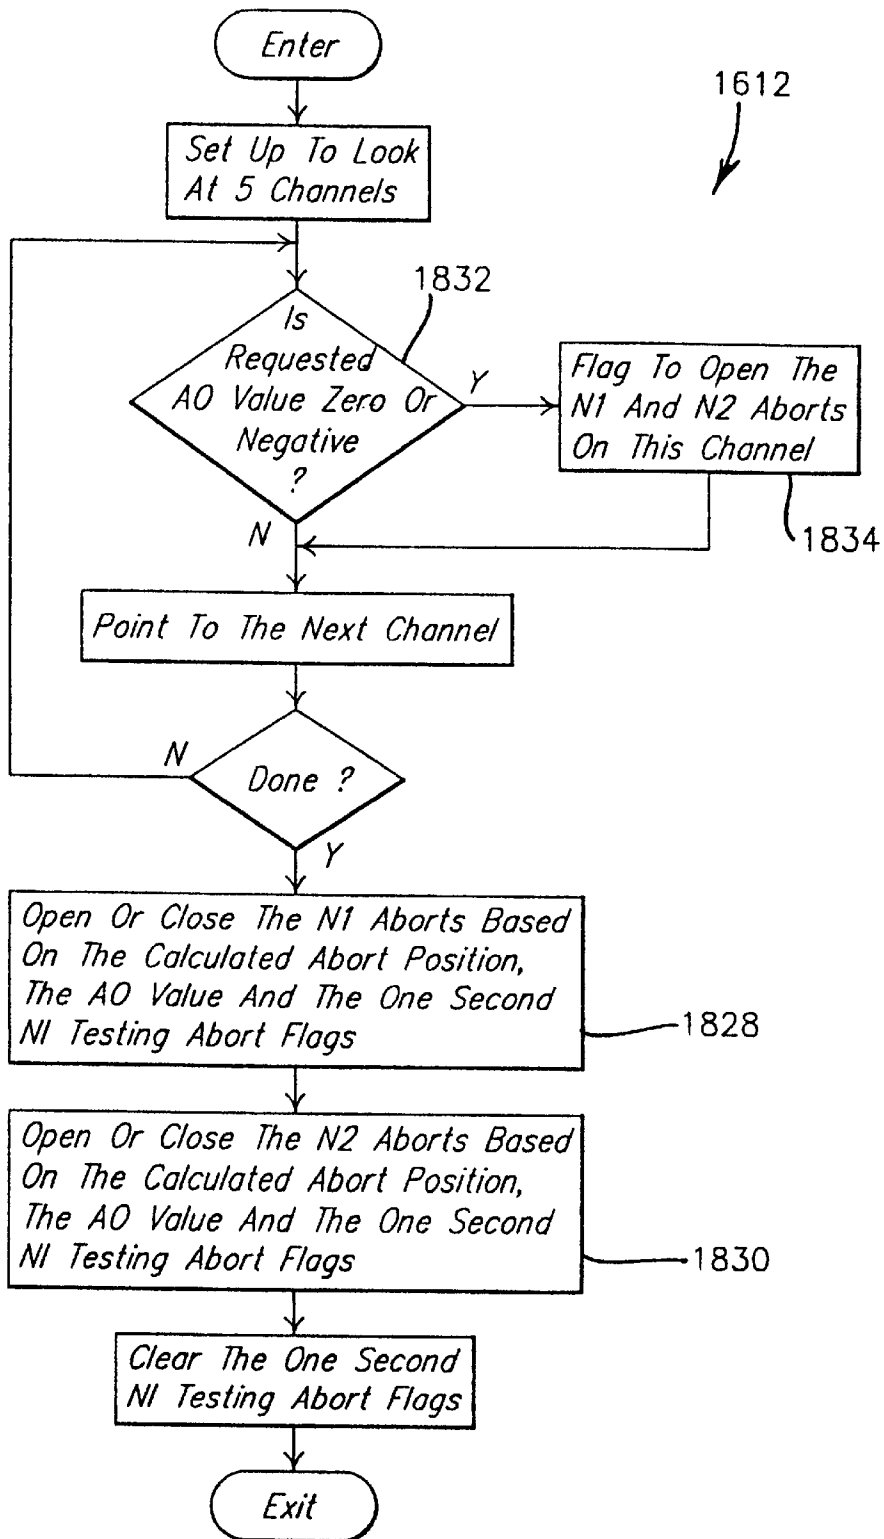 Enter
1612
Set Up To Look
At 5 Channels
1832
Is
Requested
AO Value Zero Or
Negative
?
Y
Flag To Open The
N1 And N2 Aborts
On This Channel
1834
N
Point To The Next Channel
N
Done ?
Y
Open Or Close The N1 Aborts Based
On The Calculated Abort Position,
The AO Value And The One Second
NI Testing Abort Flags
1828
Open Or Close The N2 Aborts Based
On The Calculated Abort Position,
The AO Value And The One Second
NI Testing Abort Flags
1830
Clear The One Second
NI Testing Abort Flags
Exit